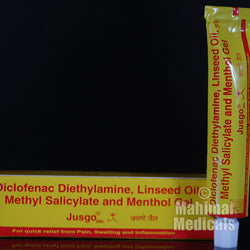 Diclofenac Diethylamine, Linseed Oil,
Methyl Salicylate and Menthol Gel
Jusgo GEL जसगो जैल
For quick relief from Pain, Swelling and Inflammation
Diclofenac Diethylamine, Linseed Oil,
Methyl Salicylate and Menthol Gel
Mahimai
Medicals